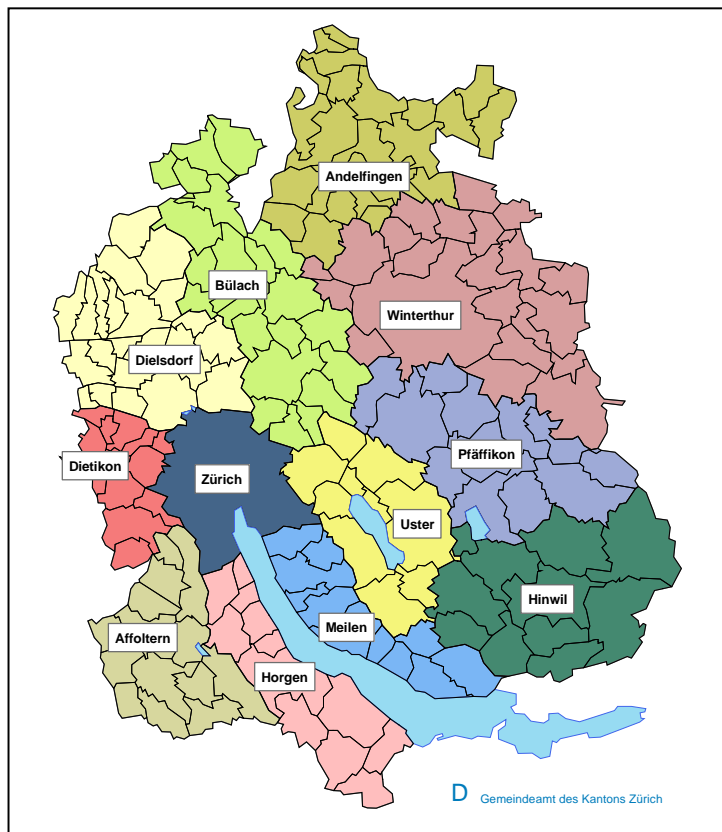 Andelfingen
Bülach
Winterthur
Dielsdorf
Pfäffikon
Dietikon
Zürich
Uster
Hinwil
Meilen
Affoltern
Horgen
D Gemeindeamt des Kantons Zürich